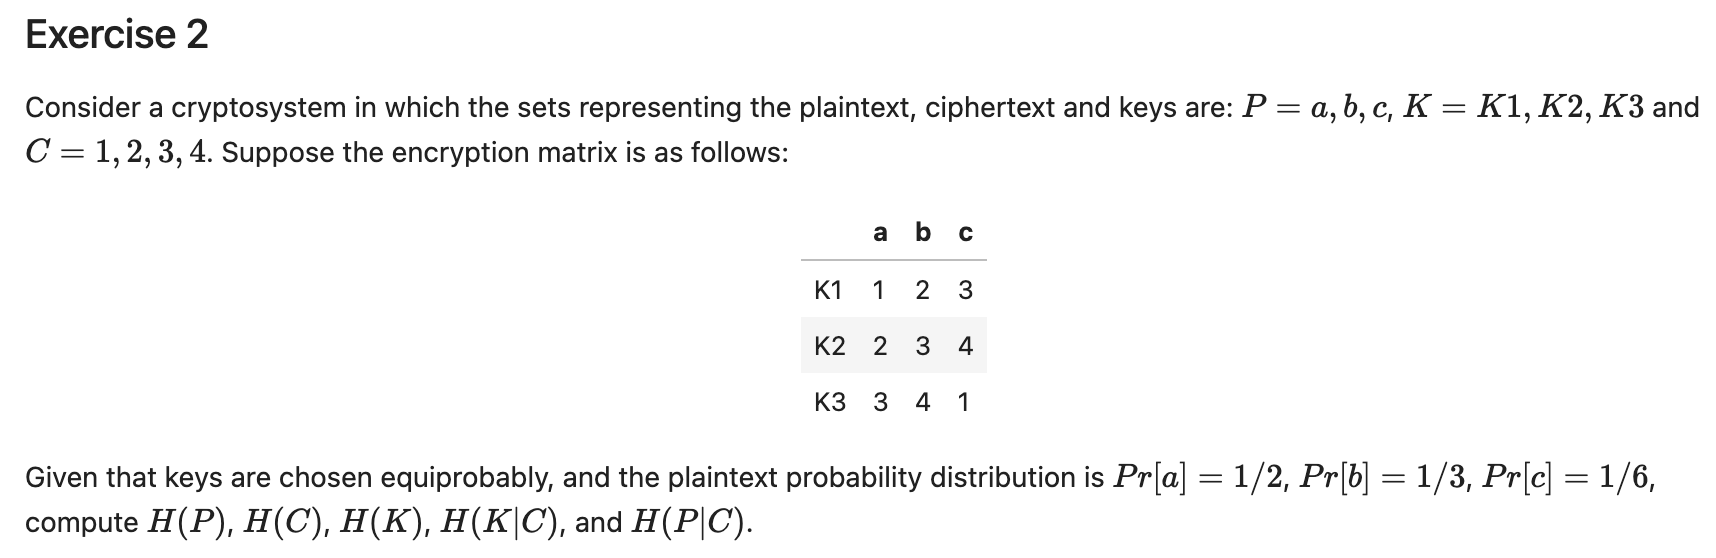 Exercise 2
Consider a cryptosystem in which the sets representing the plaintext, ciphertext and keys are: P = a, b, c, K = K1, K2, K3 and
C = 1, 2, 3, 4. Suppose the encryption matrix is as follows:
a b c
K1 1 2 3
K2 2 3 4
K3 3 4 1
Given that keys are chosen equiprobably, and the plaintext probability distribution is Pr[a] = 1/2, Pr[b] = 1/3, Pr[c] = 1/6,
compute H(P), H(C), H(K), H(K|C), and H(P|C).